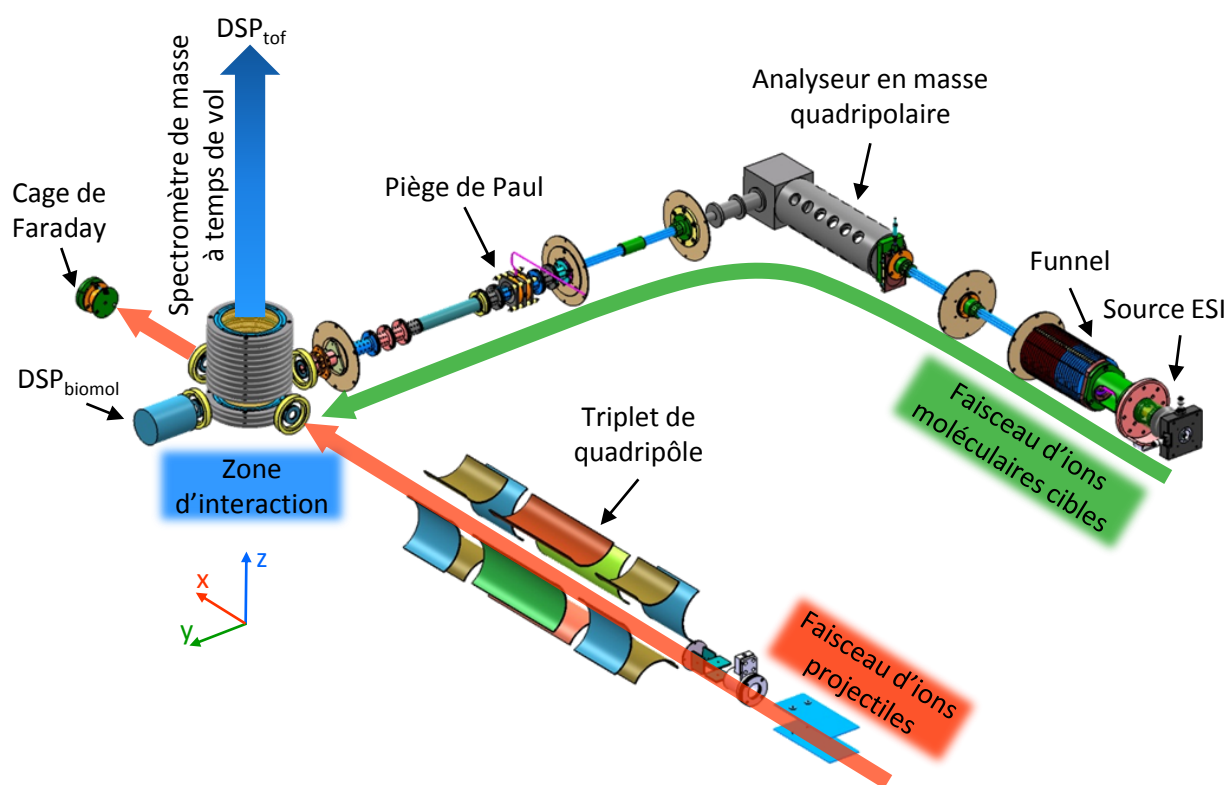 DSPtof
Spectromètre de masse
à temps de vol
Analyseur en masse
quadripolaire
Cage de
Faraday
Piège de Paul
Funnel
Source ESI
DSPbiomol
Triplet de
quadripôle
Faisceau d'ions
moléculaires cibles
Zone
d'interaction
z
x
y
Faisceau d'ions
projectiles